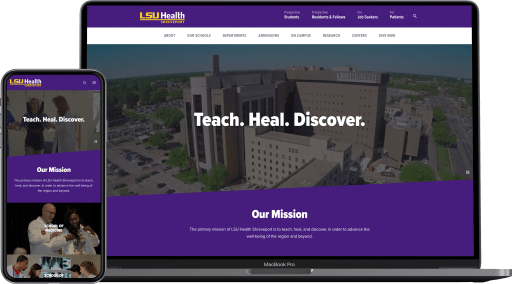 LSU Health
SHREVEPORT
Prospective
Students
Prospective
Residents & Fellows
For
Job Seekers
For
Patients
ABOUT
OUR SCHOOLS
DEPARTMENTS
ADMISSIONS
ON CAMPUS
RESEARCH
CENTERS
GIVE NOW
Teach. Heal. Discover.
Our Mission
The primary mission of LSU Health Shreveport is to teach, heal, and discover, in order to advance the
well-being of the region and beyond.
MacBook Pro
LSU Health
SHREVEPORT
Teach. Heal. Discover.
Our Mission
The primary mission of LSU Health Shreveport is to teach,
heal, and discover, in order to advance the well-being of
the region and beyond.
SCHOOL OF
MEDICINE
SCHOOL OF